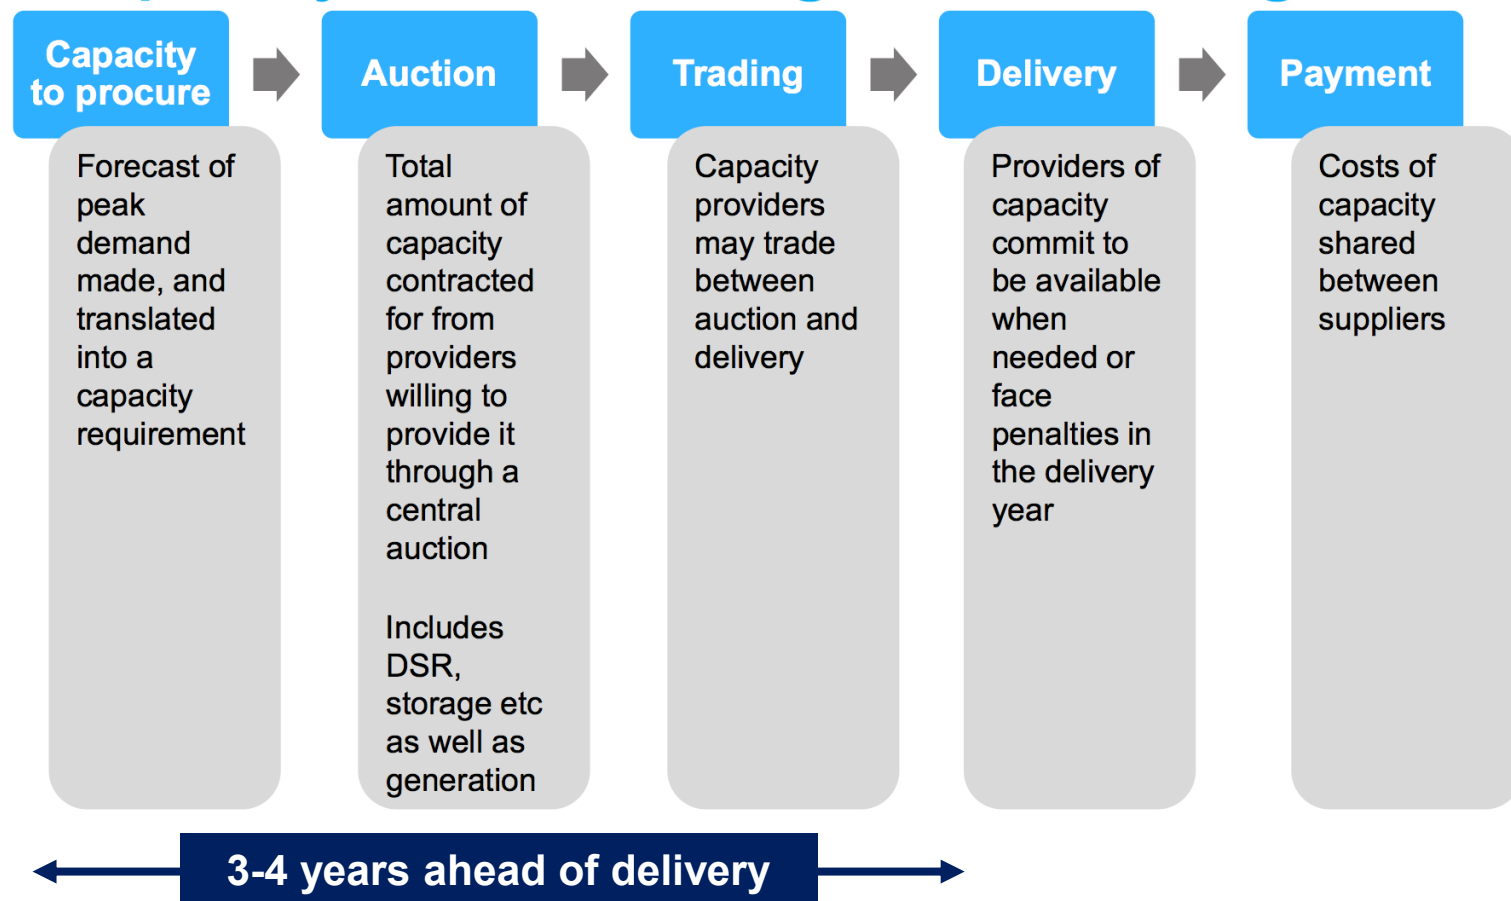 Capacity
to procure
Auction
Trading
Delivery
Payment
Forecast of
peak
demand
made, and
translated
into a
capacity
requirement
Total
amount of
capacity
contracted
for from
providers
willing to
provide it
through a
central
auction
Includes
DSR,
storage etc
as well as
generation
Capacity
providers
may trade
between
auction and
delivery
Providers of
capacity
commit to
be available
when
needed or
face
penalties in
the delivery
year
Costs of
capacity
shared
between
suppliers
3-4 years ahead of delivery